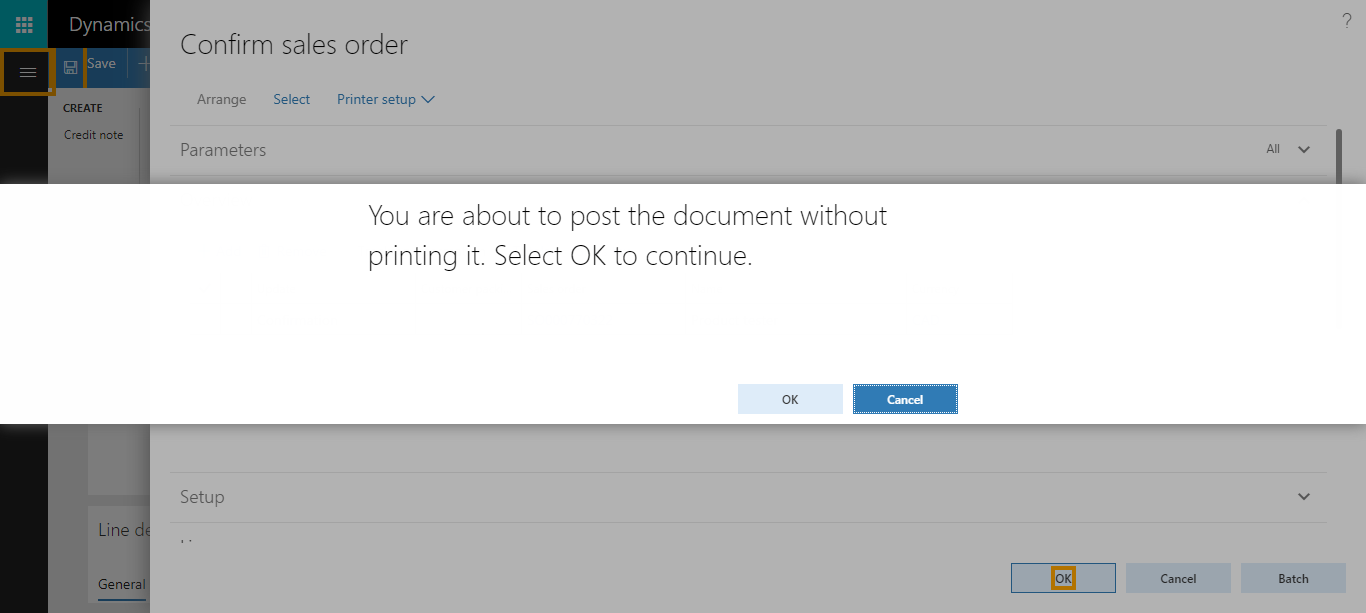 Dynamics
?
Confirm sales order
Save
CREATE
Credit note
Arrange Select Printer setup
Parameters
All
You are about to post the document without
printing it. Select OK to continue.
OK Cancel
Setup
Line de
General
OK Cancel Batch